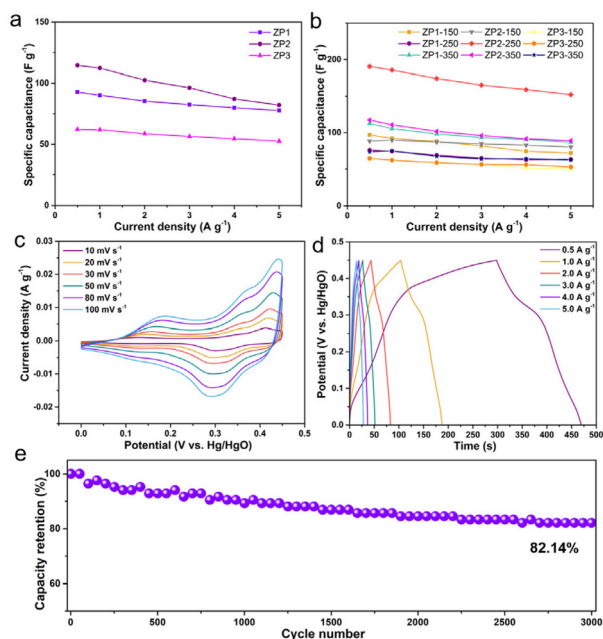 a
ZP1
ZP2
ZP3
Specific capacitance (F g⁻¹)
150
100
50
0
0 1 2 3 4 5
Current density (A g⁻¹)
b
ZP1-150 ZP2-150 ZP3-150
ZP1-250 ZP2-250 ZP3-250
ZP1-350 ZP2-350 ZP3-350
Specific capacitance (F g⁻¹)
200
100
0
0 1 2 3 4 5
Current density (A g⁻¹)
c
10 mV s⁻¹
20 mV s⁻¹
30 mV s⁻¹
50 mV s⁻¹
80 mV s⁻¹
100 mV s⁻¹
Current density (A g⁻¹)
0.03
0.02
0.01
0.00
-0.01
-0.02
0.0 0.1 0.2 0.3 0.4 0.5
Potential (V vs. Hg/HgO)
d
0.5 A g⁻¹
1.0 A g⁻¹
2.0 A g⁻¹
3.0 A g⁻¹
4.0 A g⁻¹
5.0 A g⁻¹
Potential (V vs. Hg/HgO)
0.5
0.4
0.3
0.2
0.1
0.0
0 50 100 150 200 250 300 350 400 450 500
Time (s)
e
Capacity retention (%)
100
80
60
82.14%
0 500 1000 1500 2000 2500 3000
Cycle number